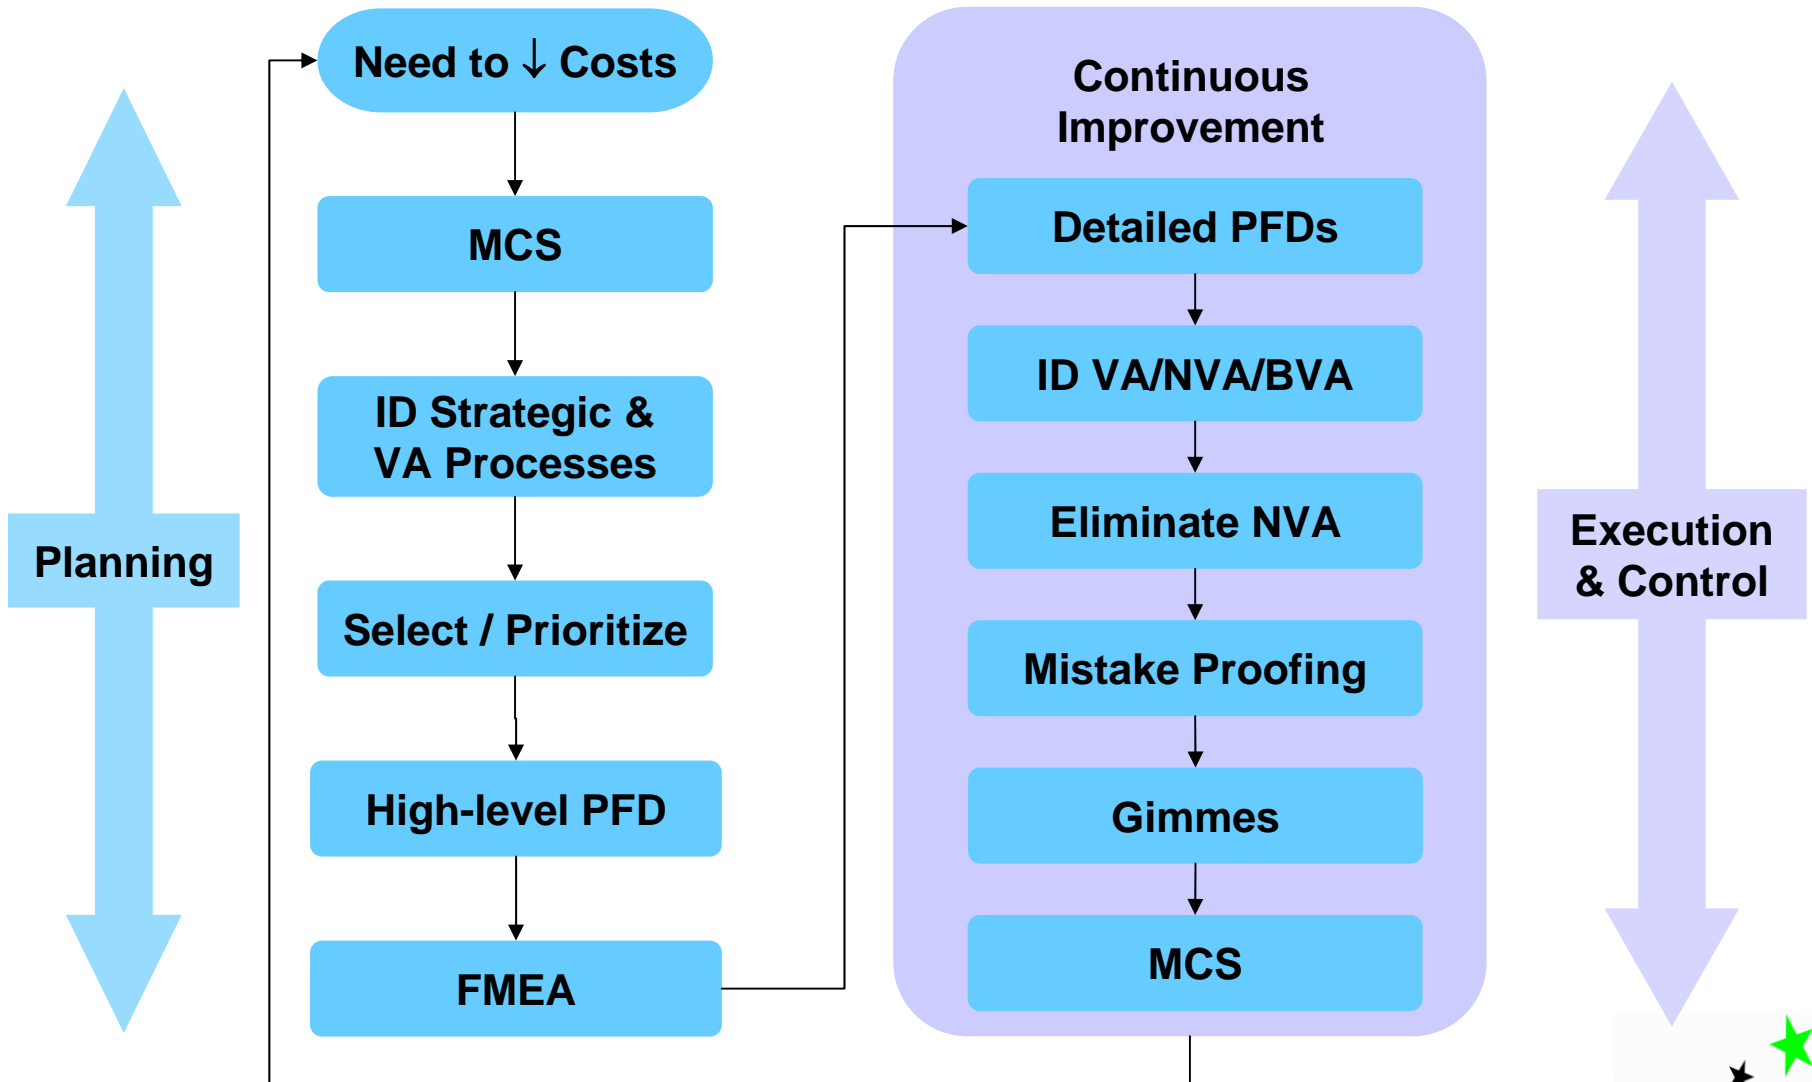 Planning
Need to ↓ Costs
MCS
ID Strategic &
VA Processes
Select / Prioritize
High-level PFD
FMEA
Continuous
Improvement
Detailed PFDs
ID VA/NVA/BVA
Eliminate NVA
Mistake Proofing
Gimmes
MCS
Execution
& Control